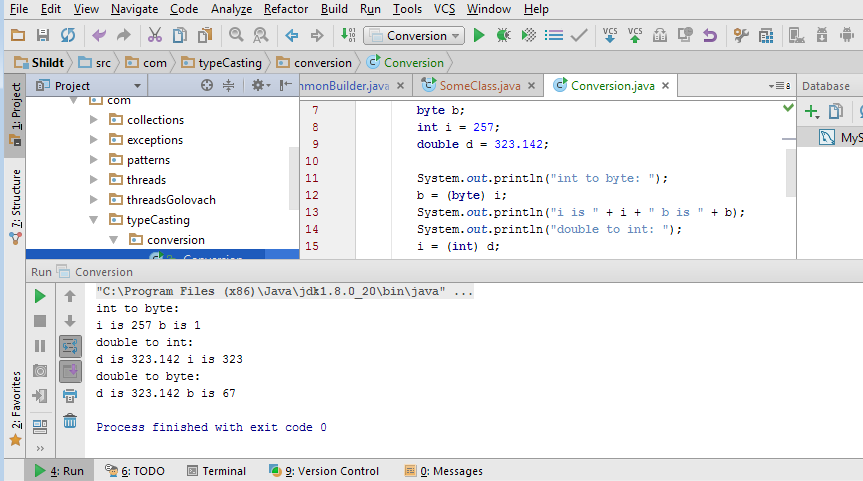 File Edit View Navigate Code Analyze Refactor Build Run Tools VCS Window Help
Conversion VCS VCS
Shildt src com typeCasting conversion Conversion
1: Project
7: Structure
2: Favorites
Project
com
collections
exceptions
patterns
threads
threadsGolovach
typeCasting
conversion
Conversion
mmonBuilder.java SomeClass.java Conversion.java
7 byte b;
8 int i = 257;
9 double d = 323.142;
10
11 System.out.println("int to byte: ");
12 b = (byte) i;
13 System.out.println("i is " + i + " b is " + b);
14 System.out.println("double to int: ");
15 i = (int) d;
Database
MyS
Run Conversion
"C:\Program Files (x86)\Java\jdk1.8.0_20\bin\java" ...
int to byte:
i is 257 b is 1
double to int:
d is 323.142 i is 323
double to byte:
d is 323.142 b is 67
Process finished with exit code 0
4: Run 6: TODO Terminal 9: Version Control 0: Messages